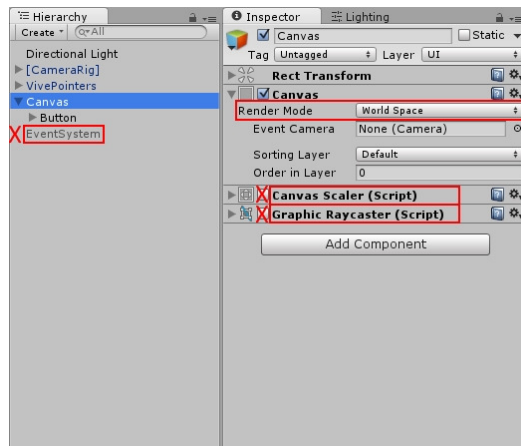 Hierarchy
Create
All
Directional Light
[CameraRig]
VivePointers
Canvas
Button
EventSystem
Inspector
Lighting
Canvas
Static
Tag Untagged Layer UI
Rect Transform
Canvas
Render Mode World Space
Event Camera None (Camera)
Sorting Layer Default
Order in Layer 0
Canvas Scaler (Script)
Graphic Raycaster (Script)
Add Component